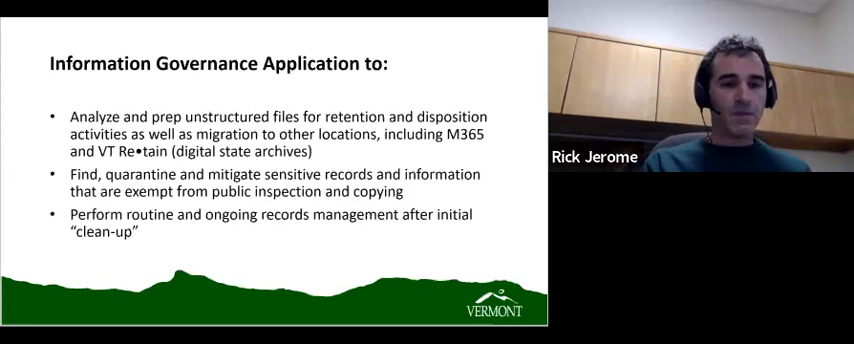 Information Governance Application to:
• Analyze and prep unstructured files for retention and disposition
activities as well as migration to other locations, including M365
and VT Re•tain (digital state archives)
• Find, quarantine and mitigate sensitive records and information
that are exempt from public inspection and copying
• Perform routine and ongoing records management after initial
“clean-up”
VERMONT
Rick Jerome